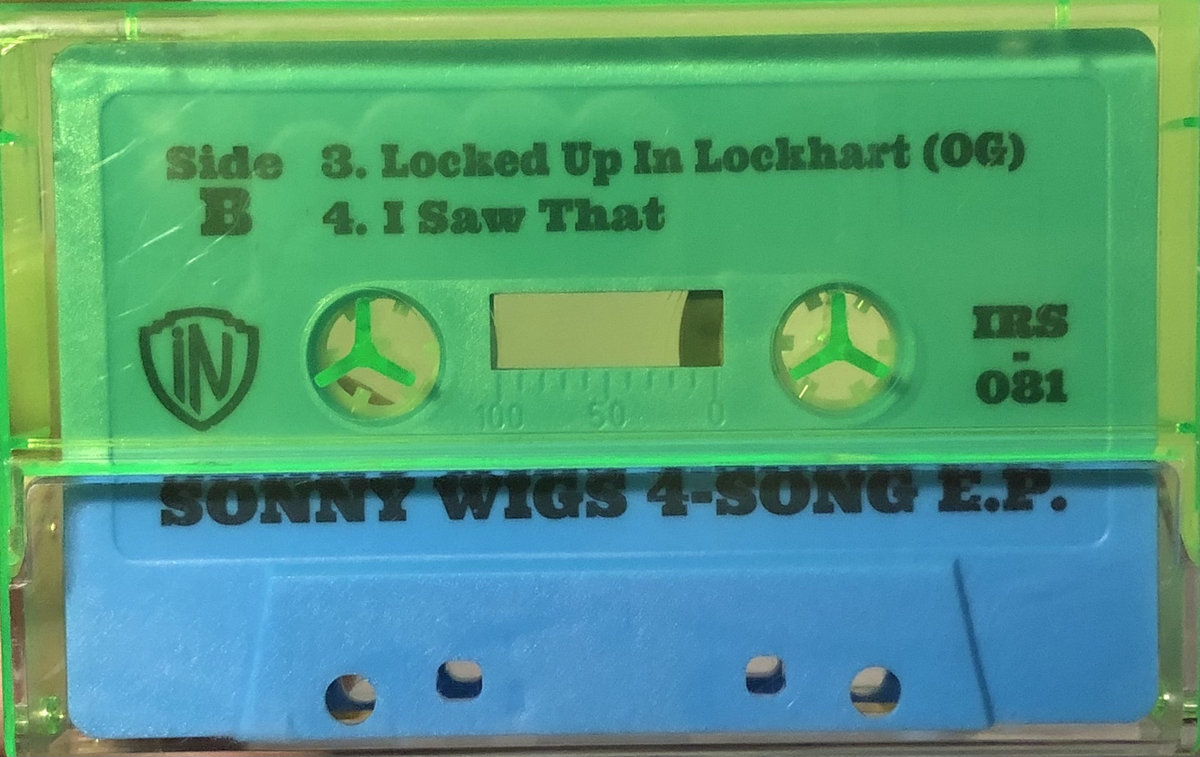 Side B
3. Locked Up In Lockhart (OG)
4. I Saw That
iN
IRS
-
081
100 50 0
SONNY WIGS 4-SONG E.P.